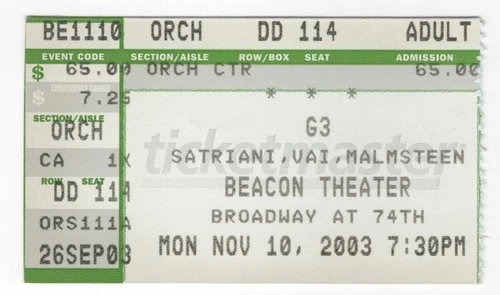 BE1110 ORCH DD 114 ADULT
EVENT CODE SECTION/AISLE ROW/BOX SEAT ADMISSION
$ 65.00 ORCH CTR 65.00
$ CONVENIENCE CHARGE
7.25 * * *
SECTION/AISLE
ORCH
CA 1X
ROW SEAT
DD 114
ORS111A
26SEP03
G3
SATRIANI,VAI,MALMSTEEN
ticketmaster
BEACON THEATER
BROADWAY AT 74TH
MON NOV 10, 2003 7:30PM